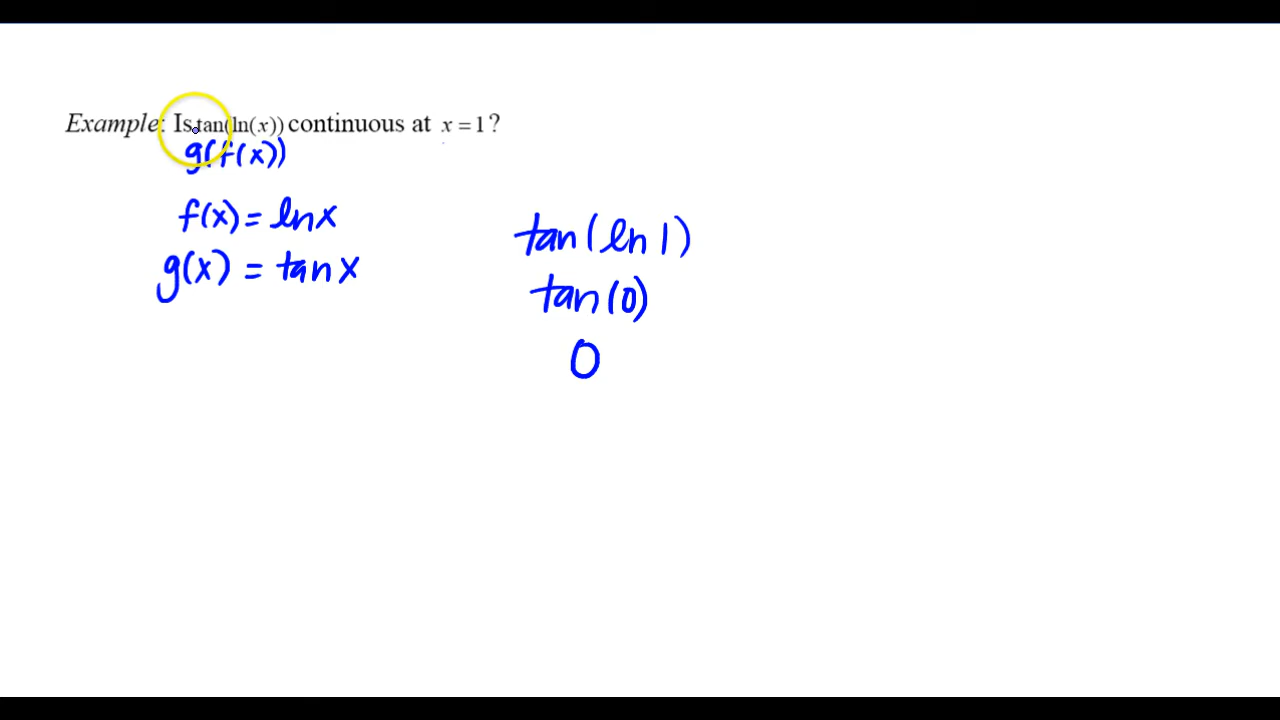 Example: Is tan(ln(x)) continuous at x = 1?
g(f(x))
f(x) = ln x
g(x) = tan x
tan(ln 1)
tan(0)
0